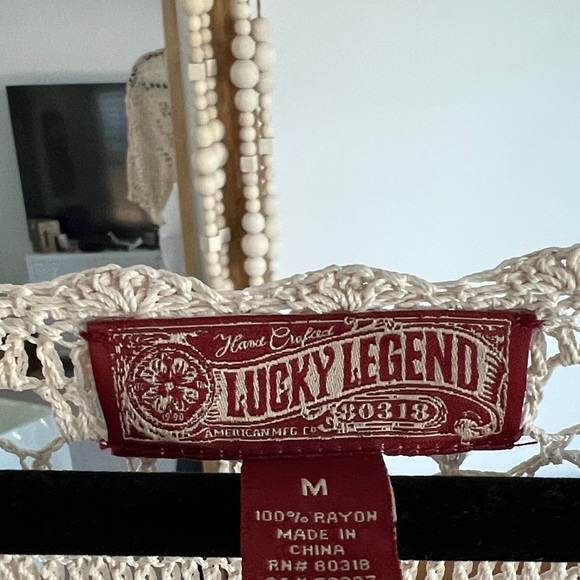 Hand Crafted
LUCKY LEGEND
80318
1990
AMERICAN MFG CO
M
100% RAYON
MADE IN
CHINA
RN# 80318